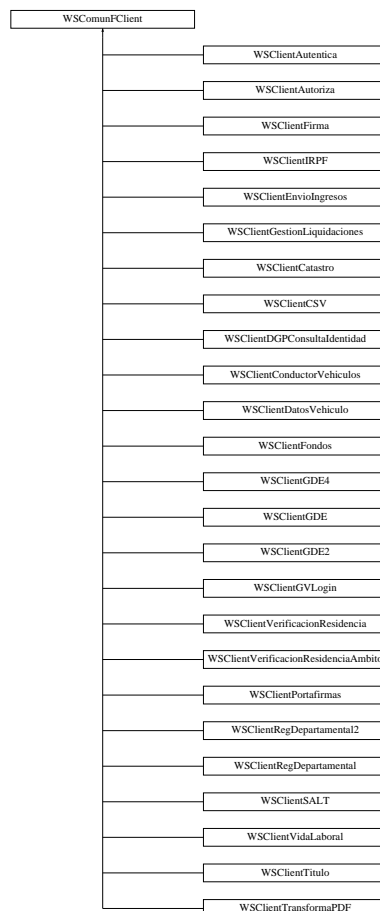 WSComunFClient
WSClientAutentica
WSClientAutoriza
WSClientFirma
WSClientIRPF
WSClientEnvioIngresos
WSClientGestionLiquidaciones
WSClientCatastro
WSClientCSV
WSClientDGPConsultaIdentidad
WSClientConductorVehiculos
WSClientDatosVehiculo
WSClientFondos
WSClientGDE4
WSClientGDE
WSClientGDE2
WSClientGVLogin
WSClientVerificacionResidencia
WSClientVerificacionResidenciaAmbito
WSClientPortafirmas
WSClientRegDepartamental2
WSClientRegDepartamental
WSClientSALT
WSClientVidaLaboral
WSClientTitulo
WSClientTransformaPDF